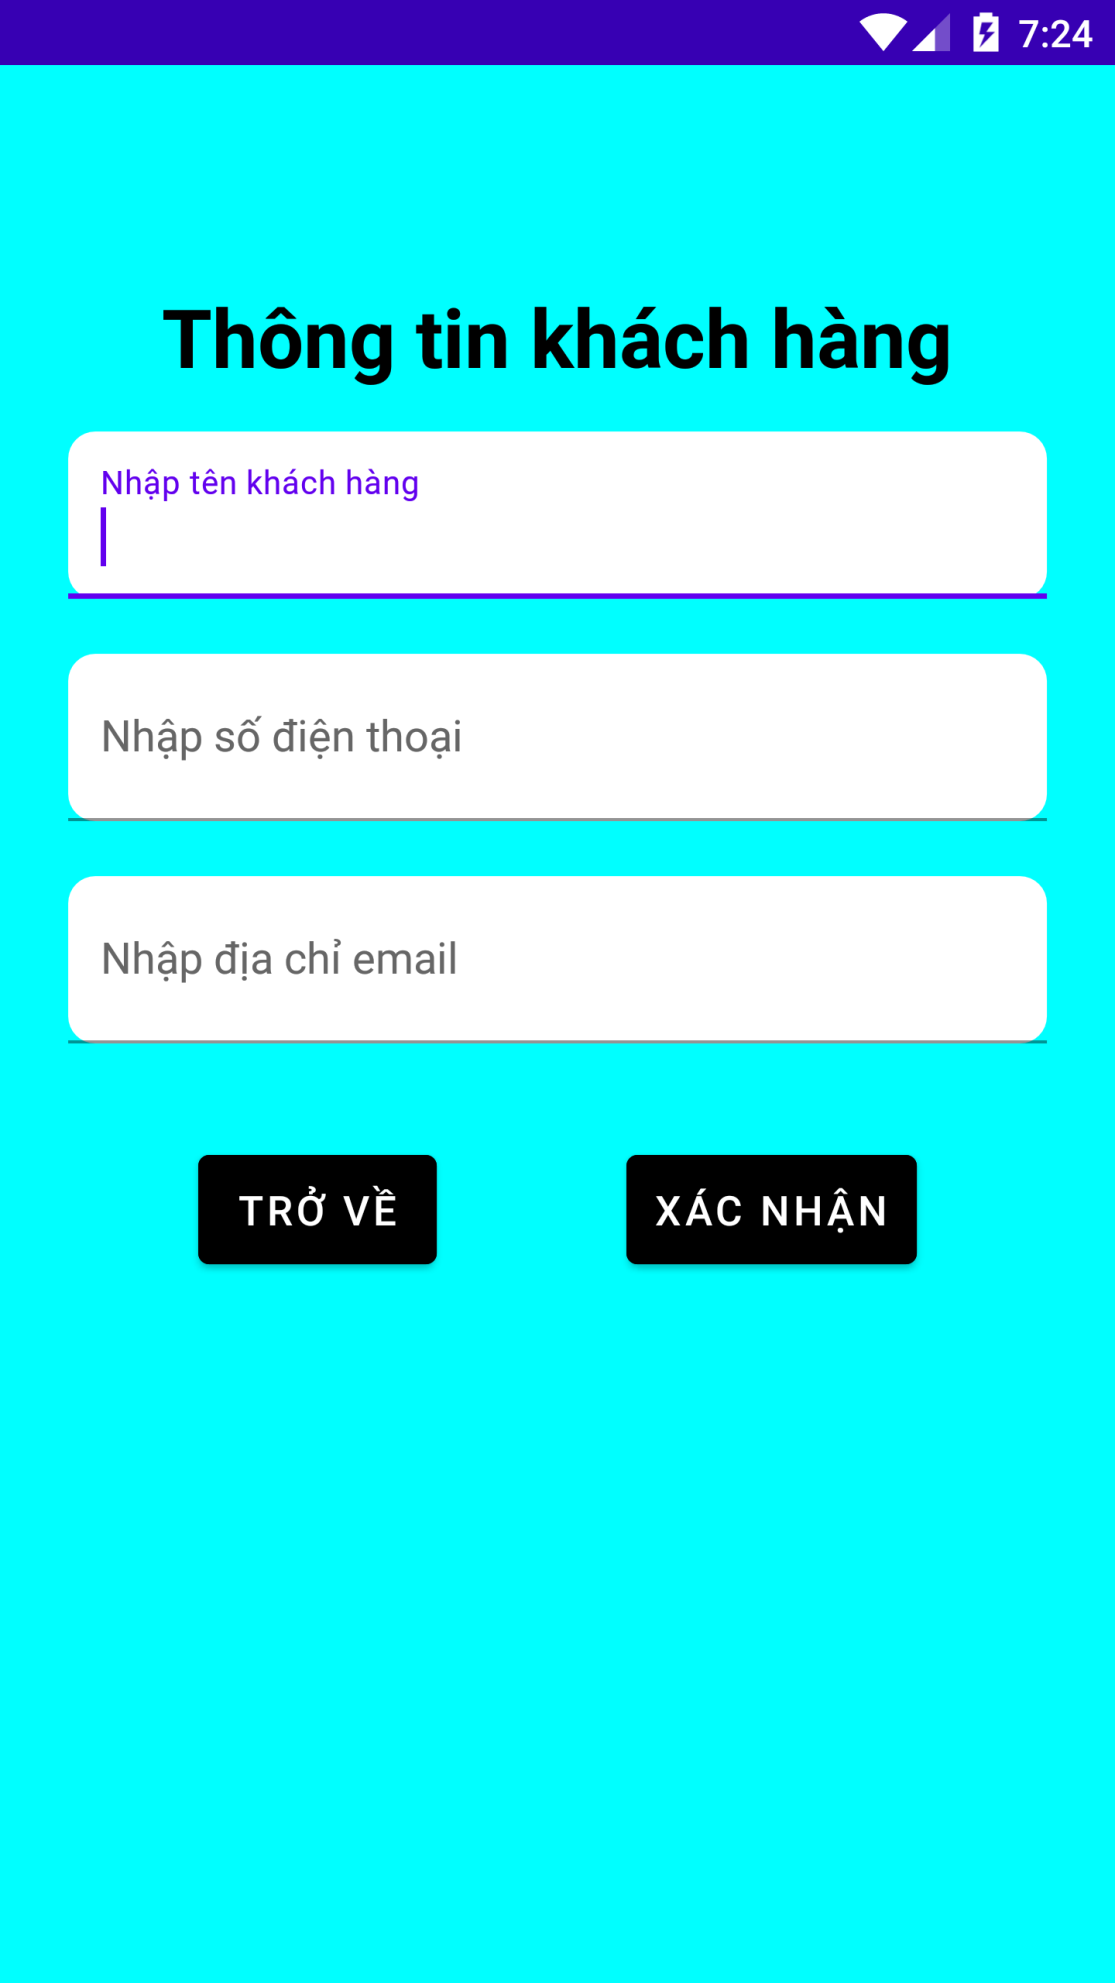 7:24
Thông tin khách hàng
Nhập tên khách hàng
Nhập số điện thoại
Nhập địa chỉ email
TRỞ VỀ
XÁC NHẬN